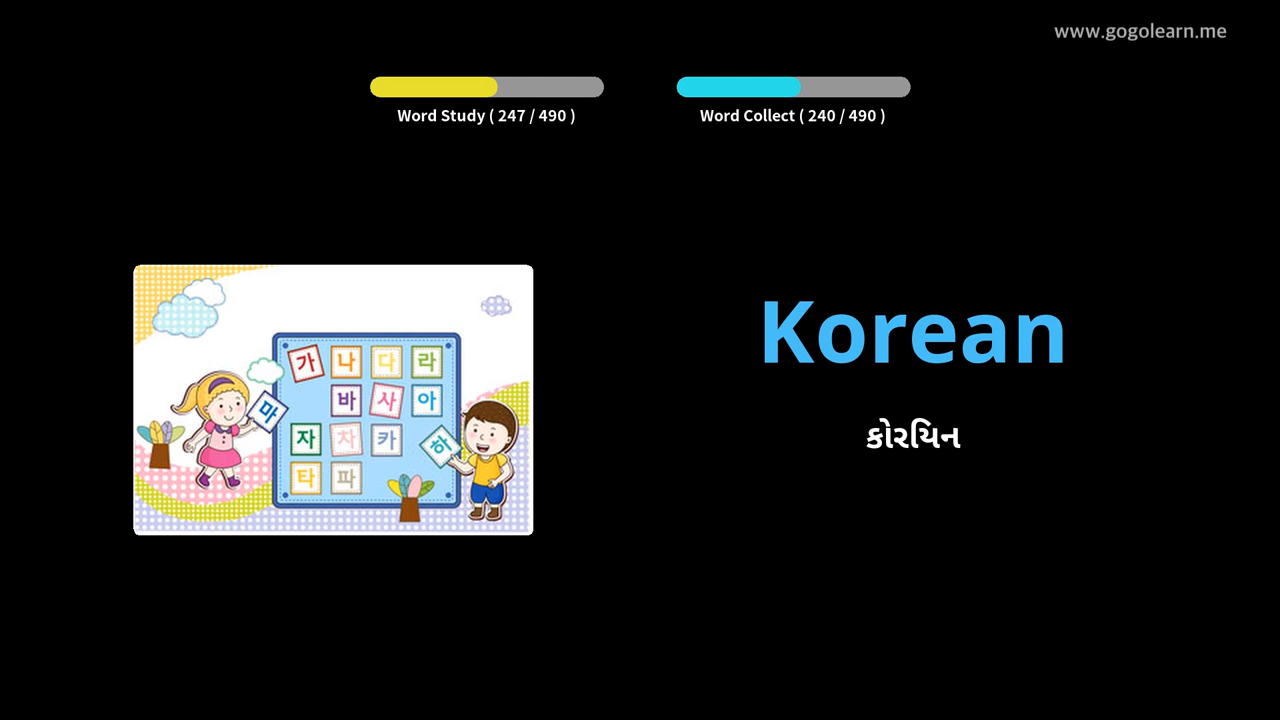 www.gogolearn.me
Word Study ( 247 / 490 )
Word Collect ( 240 / 490 )
가 나 다 라
마 바 사 아
자 차 카 하
타 파
Korean
કોરયિન